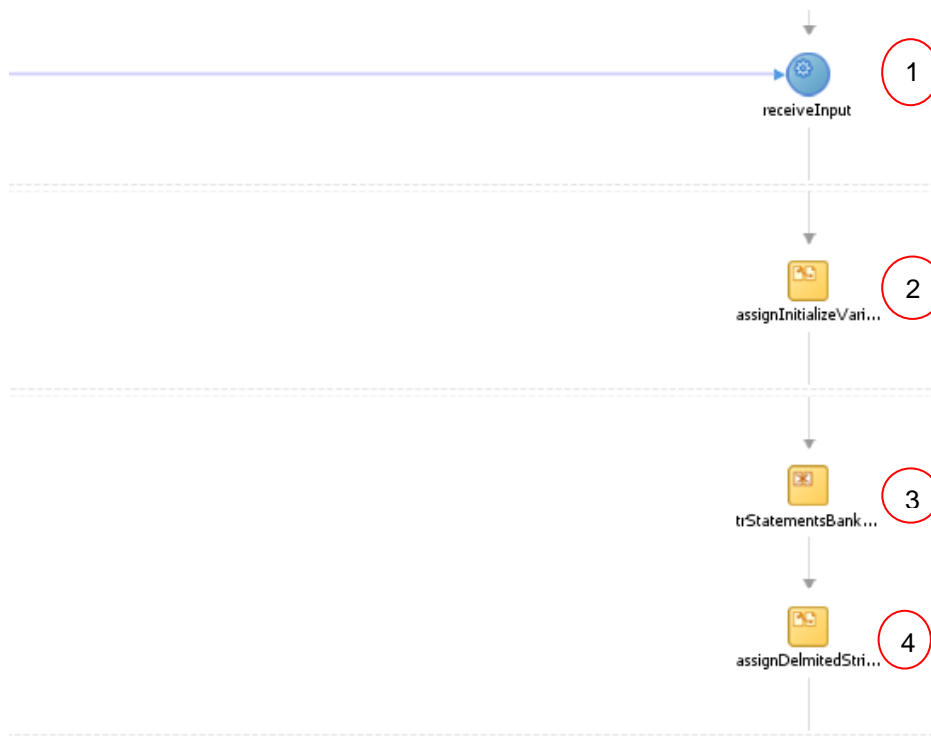 1
receiveInput
2
assignInitializeVari...
3
trStatementsBank...
4
assignDelmitedStri...